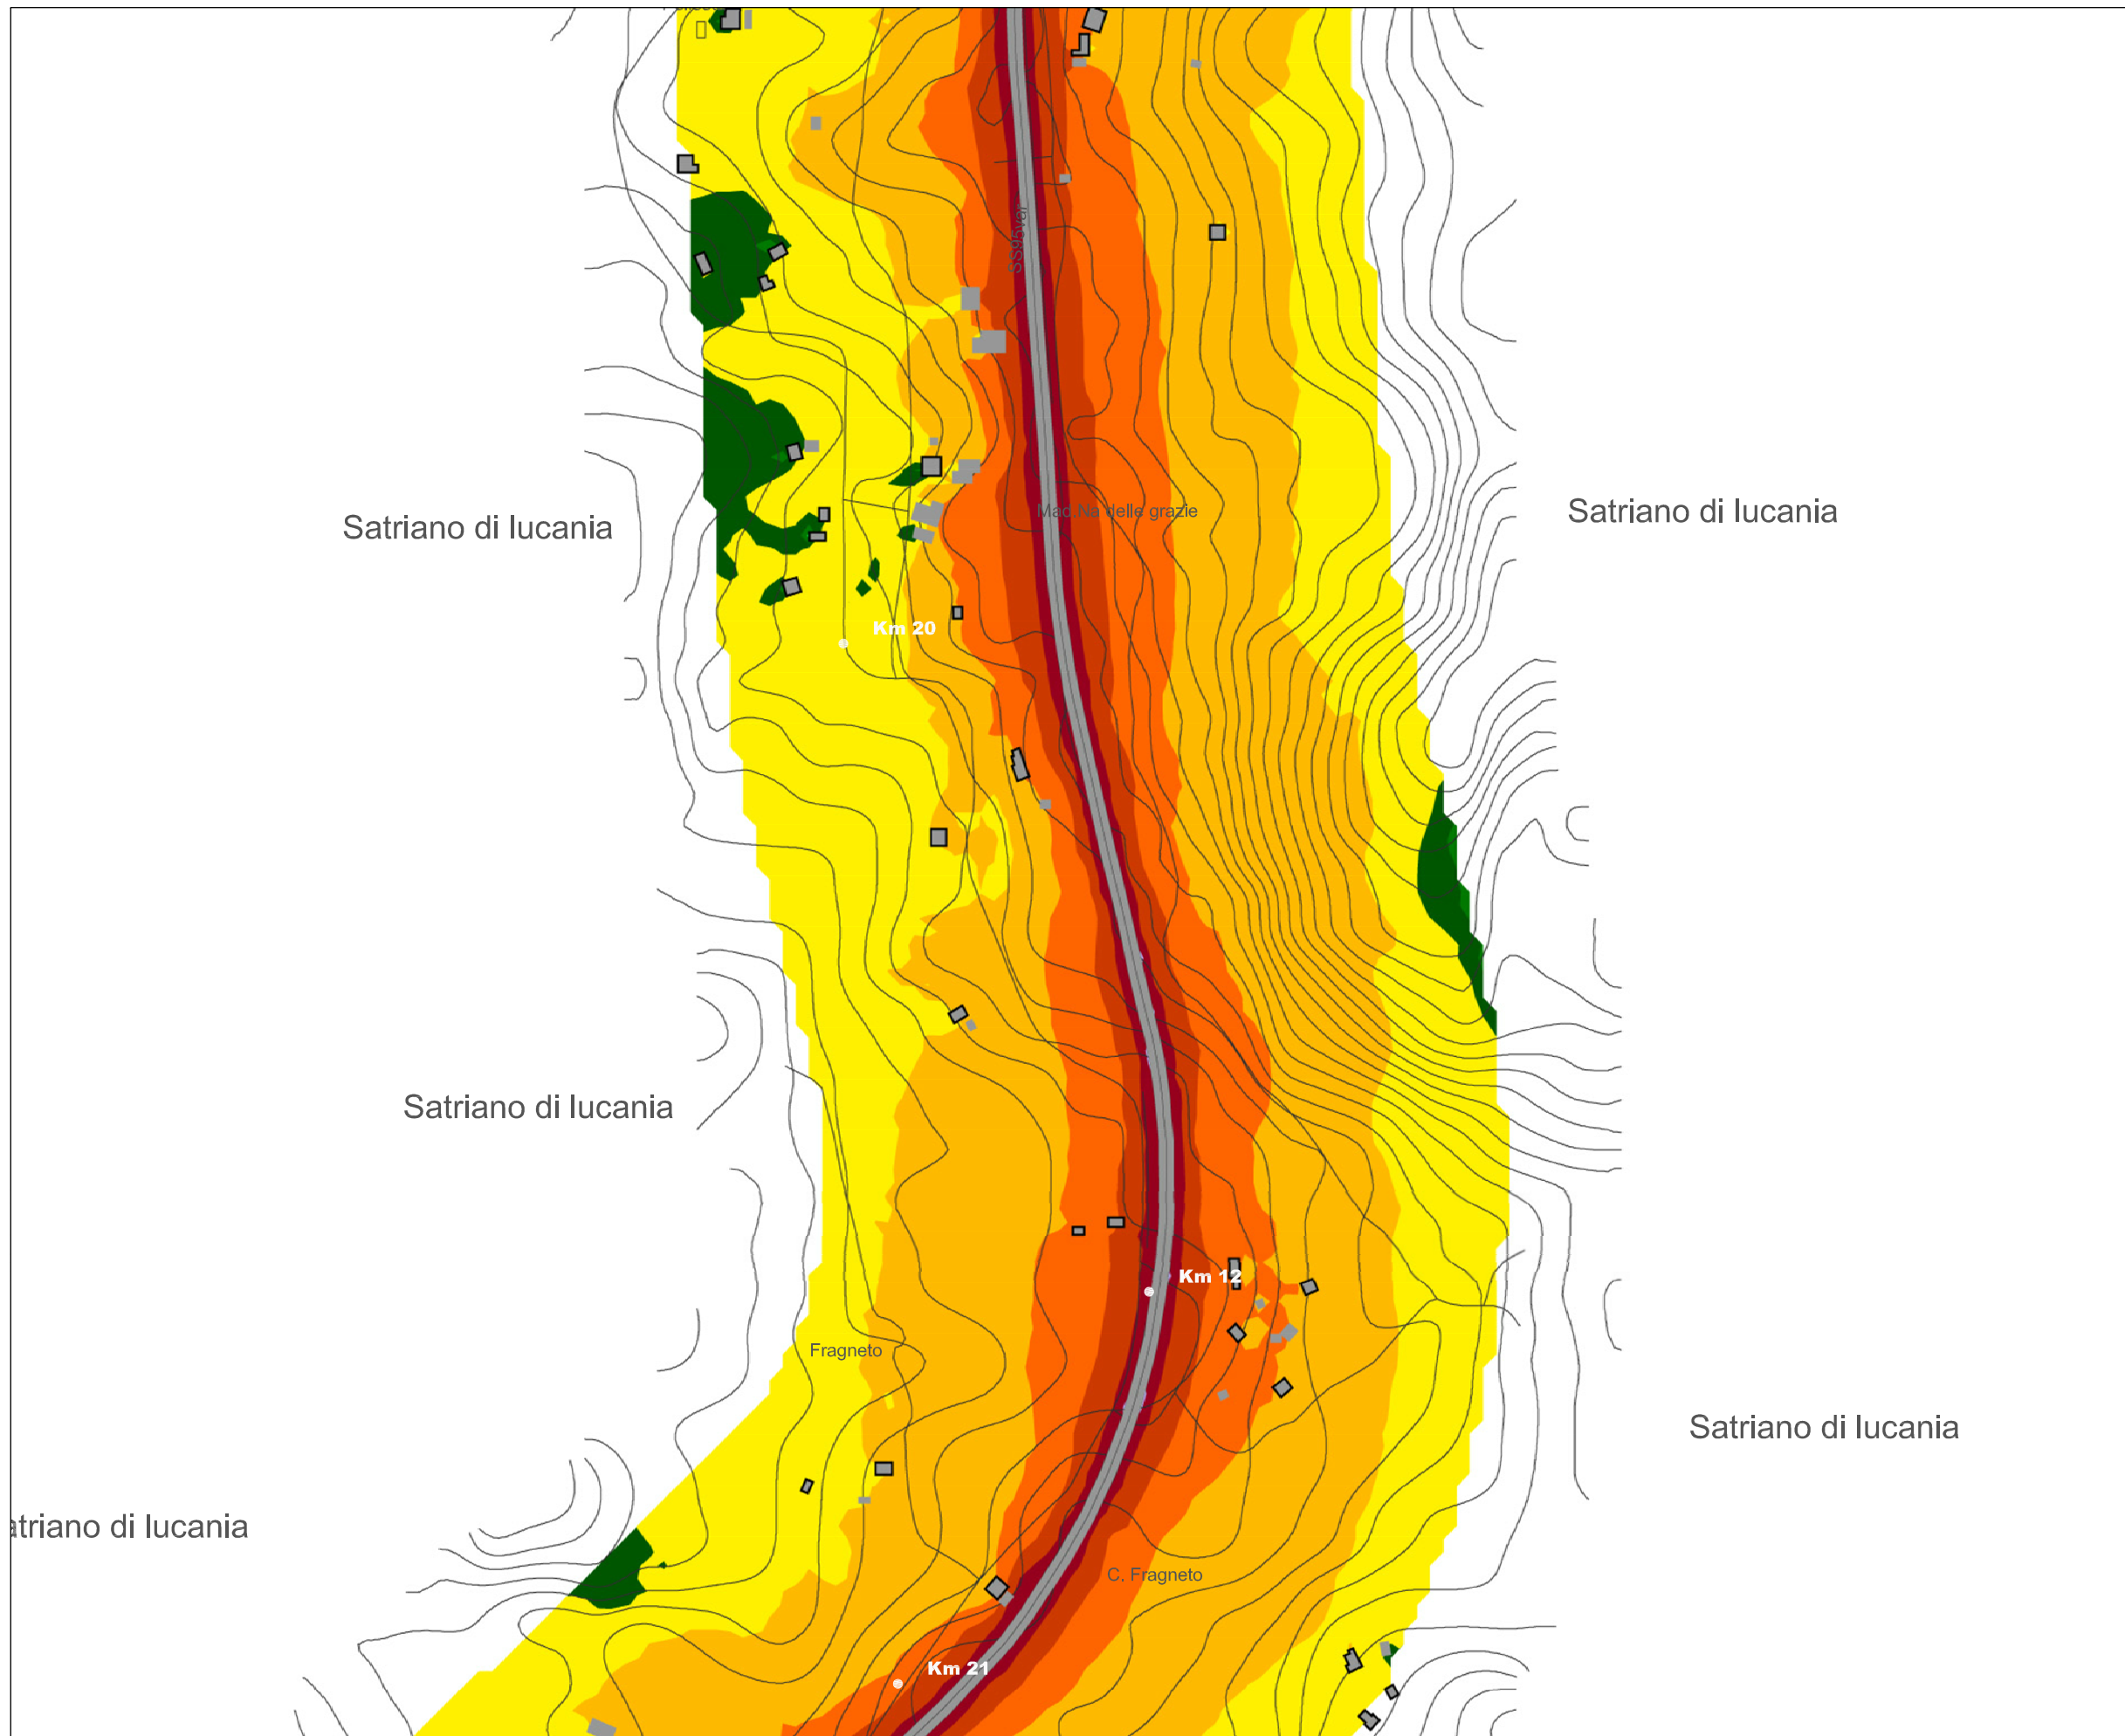 SS95var
Satriano di lucania
Mad.Na delle grazie
Satriano di lucania
Km 20
Satriano di lucania
Km 12
Fragneto
Satriano di lucania
atriano di lucania
C. Fragneto
Km 21